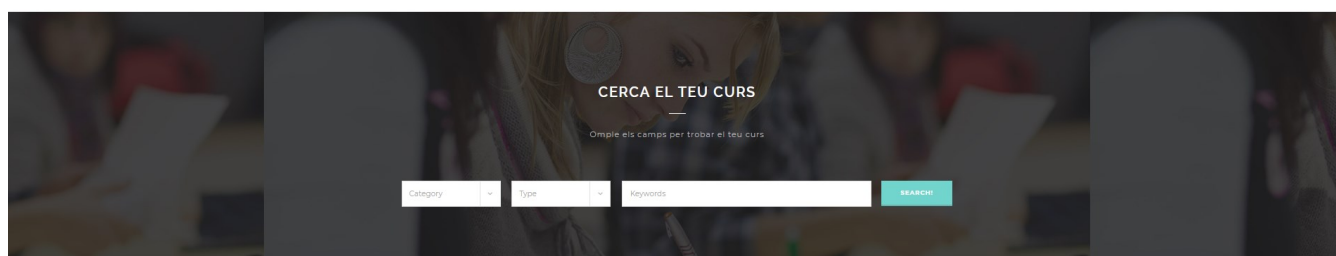 CERCA EL TEU CURS
Omple els camps per trobar el teu curs
Category Type Keywords SEARCH!